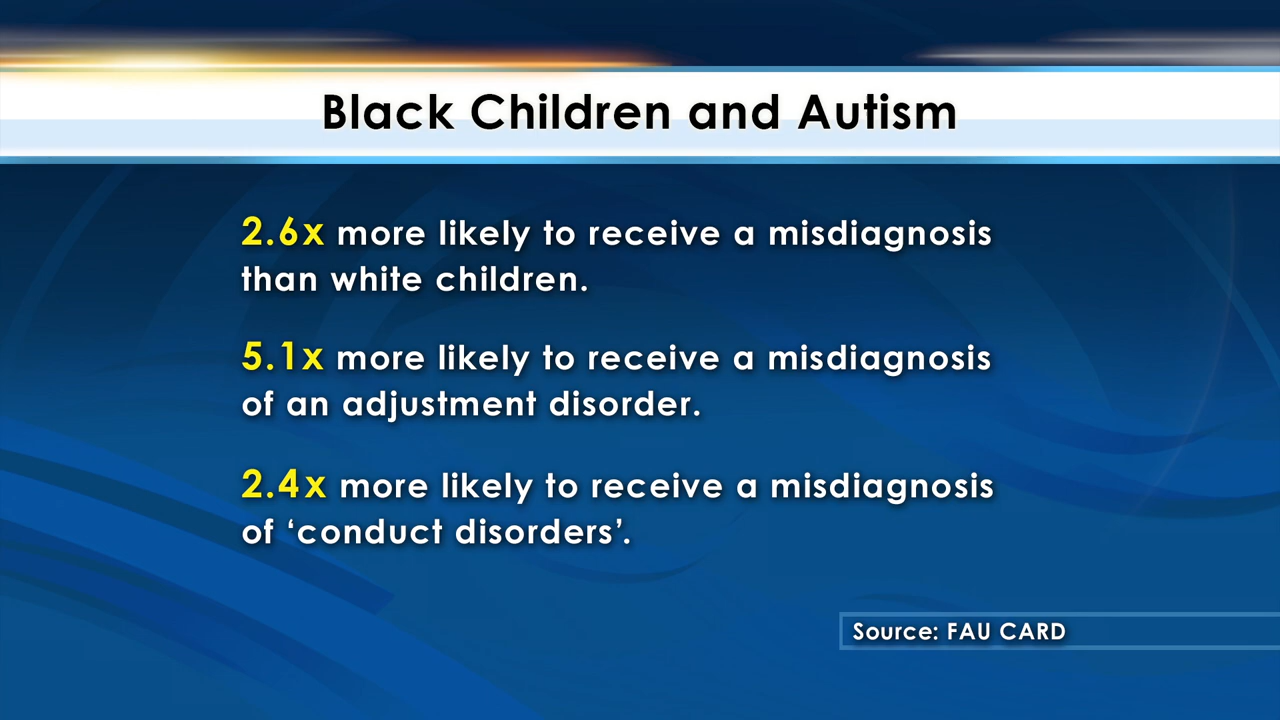 Black Children and Autism
2.6x more likely to receive a misdiagnosis
than white children.
5.1x more likely to receive a misdiagnosis
of an adjustment disorder.
2.4x more likely to receive a misdiagnosis
of ‘conduct disorders’.
Source: FAU CARD